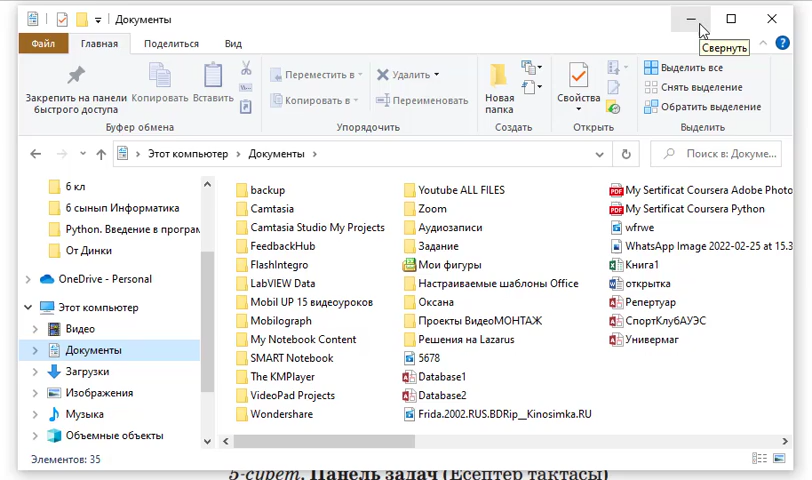 Документы
Свернуть
Файл
Главная
Поделиться
Вид
Закрепить на панели
быстрого доступа
Копировать
Вставить
Буфер обмена
Переместить в
Копировать в
Удалить
Переименовать
Упорядочить
Новая
папка
Создать
Свойства
Открыть
Выделить все
Снять выделение
Обратить выделение
Выделить
Этот компьютер
Документы
Поиск в: Докуме...
6 кл
6 сынып Информатика
Python. Введение в програм
От Динки
OneDrive - Personal
Этот компьютер
Видео
Документы
Загрузки
Изображения
Музыка
Объемные объекты
backup
Camtasia
Camtasia Studio My Projects
FeedbackHub
FlashIntegro
LabVIEW Data
Mobil UP 15 видеоуроков
Mobilograph
My Notebook Content
SMART Notebook
The KMPlayer
VideoPad Projects
Wondershare
Youtube ALL FILES
Zoom
Аудиозаписи
Задание
Мои фигуры
Настраиваемые шаблоны Office
Оксана
Проекты ВидеоМОНТАЖ
Решения на Lazarus
5678
Database1
Database2
Frida.2002.RUS.BDRip__Kinosimka.RU
My Sertificat Coursera Adobe Photo
My Sertificat Coursera Python
wfrwe
WhatsApp Image 2022-02-25 at 15.3
Книга1
открытка
Репертуар
СпортКлубАУЭС
Универмаг
Элементов: 35
5-сурет. Панель задач (Есептер тақтасы)